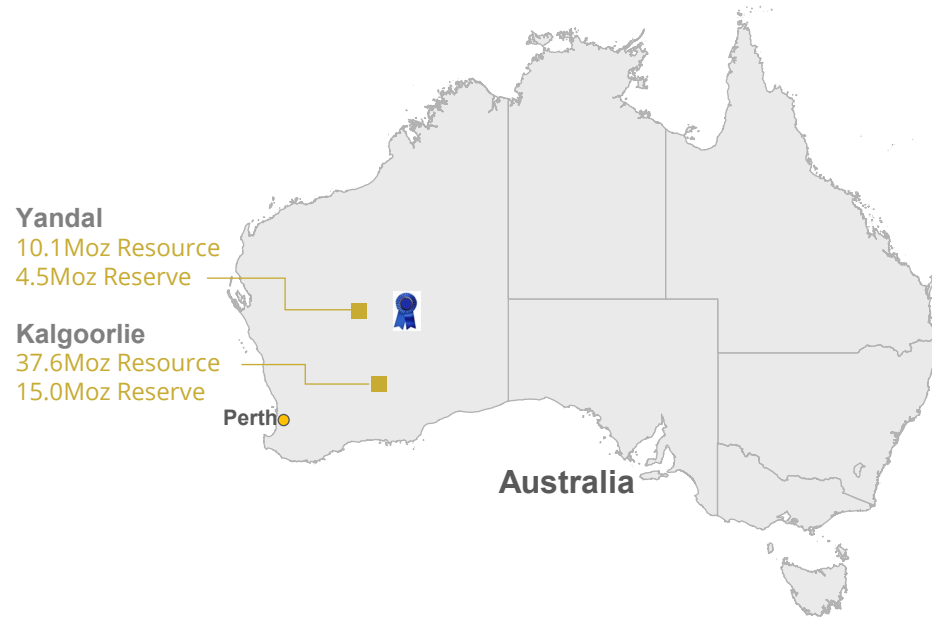 Yandal
10.1Moz Resource
4.5Moz Reserve
Kalgoorlie
37.6Moz Resource
15.0Moz Reserve
Perth
Australia